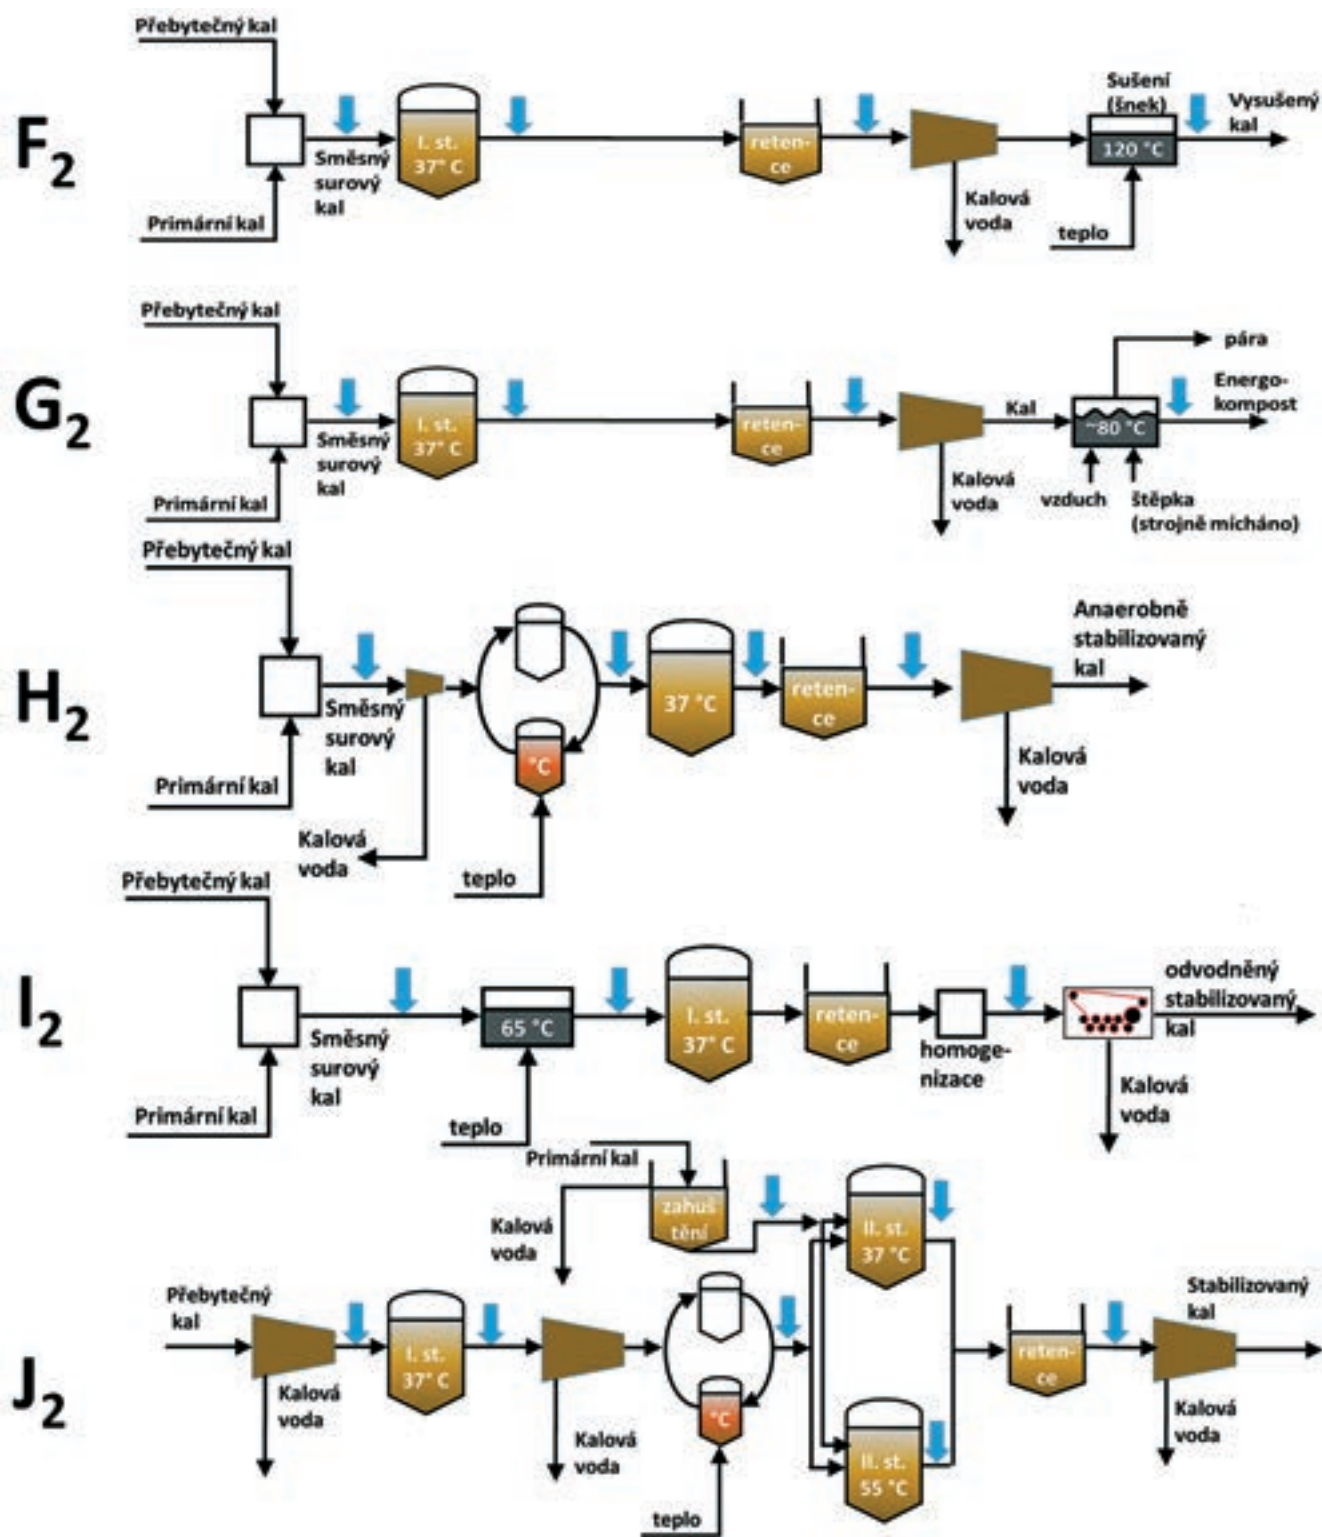 Přebytečný kal
F2
Směsný
surový
kal
Primární kal
I. st.
37° C
reten-
ce
Kalová
voda
Sušení
(šnek)
120 °C
teplo
Vysušený
kal
Přebytečný kal
G2
Směsný
surový
kal
Primární kal
I. st.
37° C
reten-
ce
Kalová
voda
Kal
pára
~80 °C
vzduch
štěpka
(strojně mícháno)
Energo-
kompost
Přebytečný kal
H2
Směsný
surový
kal
Primární kal
Kalová
voda
°C
teplo
37 °C
reten-
ce
Kalová
voda
Anaerobně
stabilizovaný
kal
Přebytečný kal
I2
Směsný
surový
kal
Primární kal
65 °C
teplo
I. st.
37° C
reten-
ce
homoge-
nizace
odvodněný
stabilizovaný
kal
Kalová
voda
Primární kal
zahuš
tění
Kalová
voda
Přebytečný
kal
J2
Kalová
voda
I. st.
37° C
Kalová
voda
°C
teplo
II. st.
37 °C
II. st.
55 °C
reten-
ce
Stabilizovaný
kal
Kalová
voda